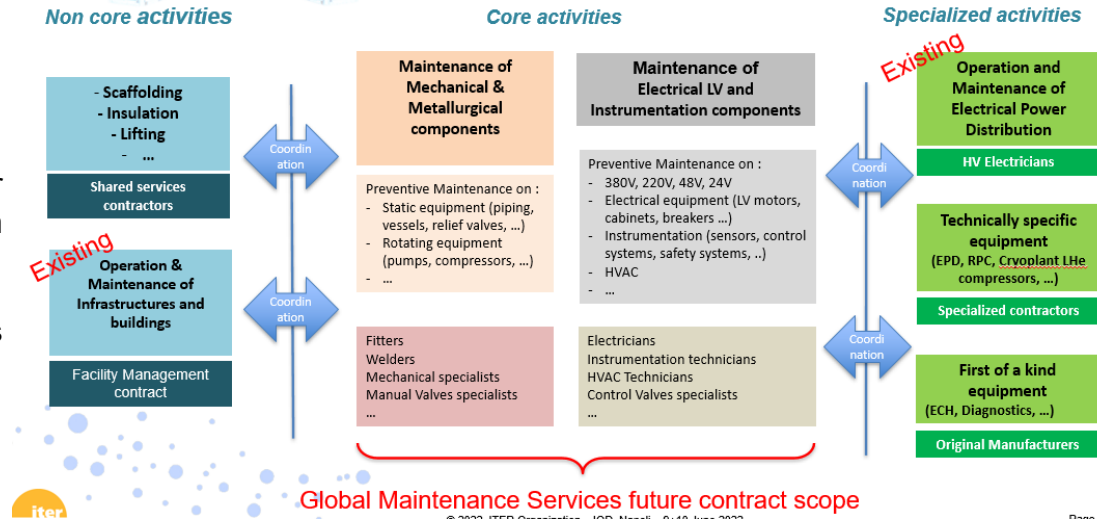 Non core activities
Core activities
Specialized activities
- Scaffolding
- Insulation
- Lifting
- ...
Shared services
contractors
Existing
Operation &
Maintenance of
Infrastructures and
buildings
Facility Management
contract
Coordin
ation
Coordin
ation
Maintenance of
Mechanical &
Metallurgical
components
Preventive Maintenance on :
- Static equipment (piping,
vessels, relief valves, ...)
- Rotating equipment
(pumps, compressors, ...)
- ...
Fitters
Welders
Mechanical specialists
Manual Valves specialists
...
Maintenance of
Electrical LV and
Instrumentation components
Preventive Maintenance on :
- 380V, 220V, 48V, 24V
- Electrical equipment (LV motors,
cabinets, breakers ...)
- Instrumentation (sensors, control
systems, safety systems, ..)
- HVAC
- ...
Electricians
Instrumentation technicians
HVAC Technicians
Control Valves specialists
...
Coordi
nation
Coordi
nation
Existing
Operation and
Maintenance of
Electrical Power
Distribution
HV Electricians
Technically specific
equipment
(EPD, RPC, Cryoplant LHe
compressors, ...)
Specialized contractors
First of a kind
equipment
(ECH, Diagnostics, ...)
Original Manufacturers
Global Maintenance Services future contract scope
iter